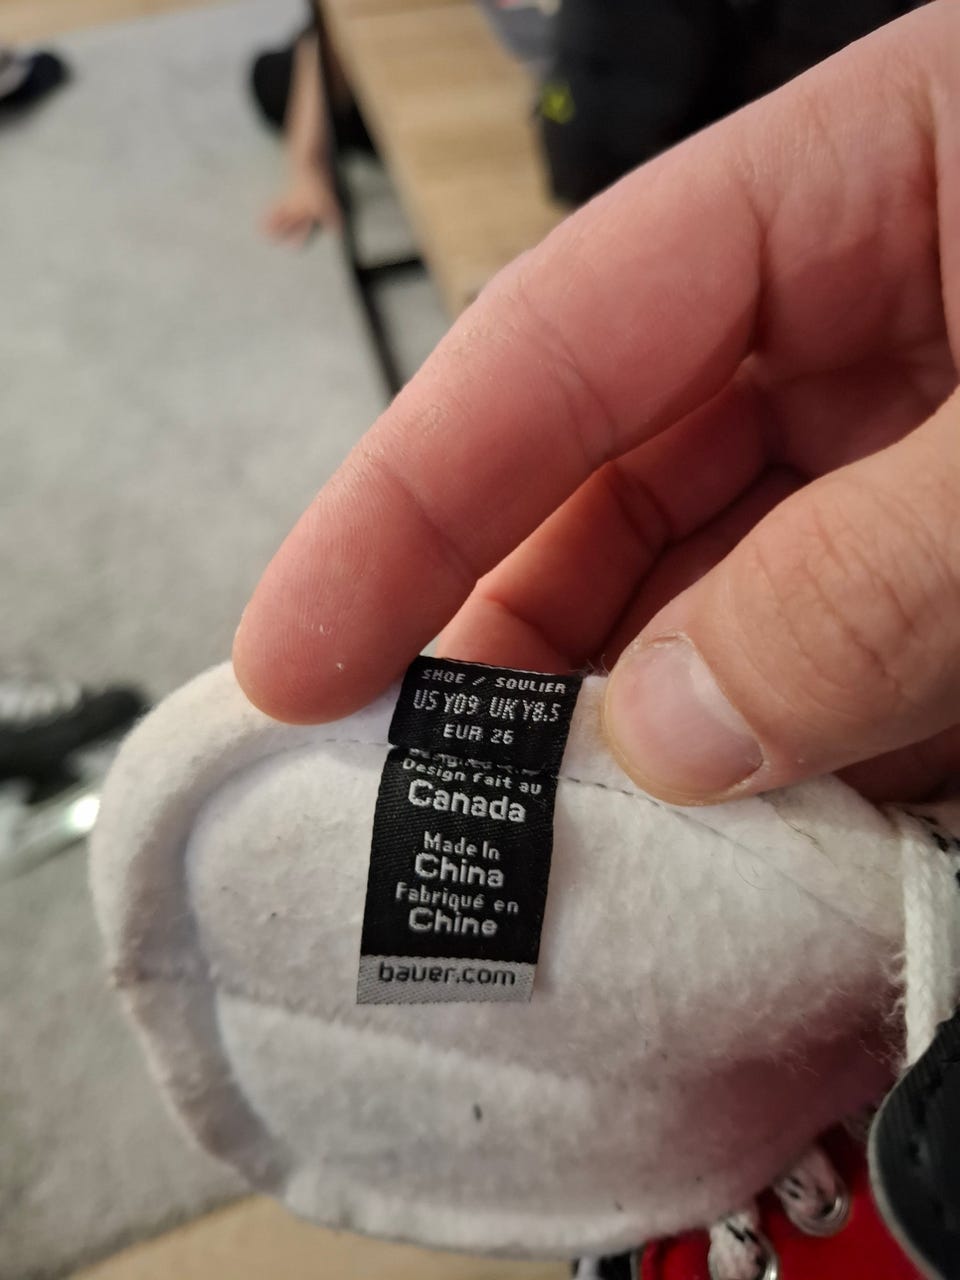 SHOE / SOULIER
US Y09 UK Y8.5
EUR 26
Design fait au
Canada
Made In
China
Fabriqué en
Chine
bauer.com